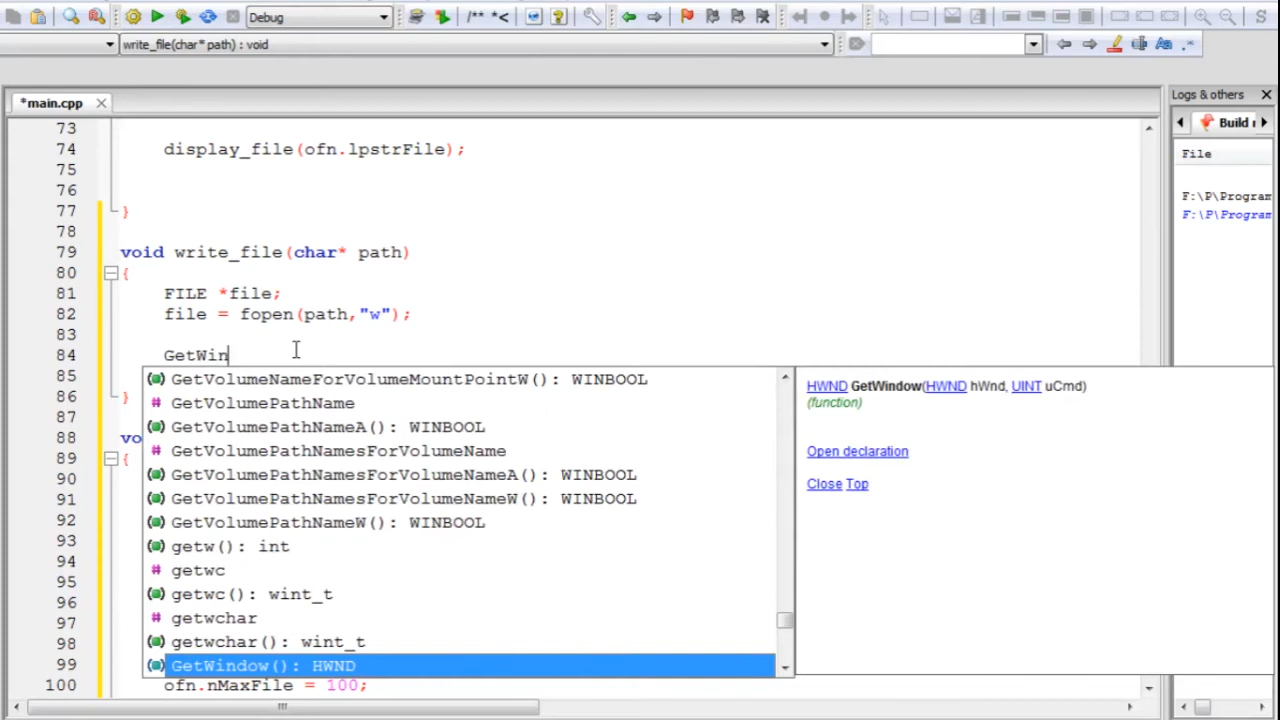 Debug
/** *<
S
write_file(char* path) : void
Aa .*
*main.cpp
Logs & others
73
74 display_file(ofn.lpstrFile);
Build
File
75
76
F:\P\Program
77 }
F:\P\Program
78
79 void write_file(char* path)
80 {
81 FILE *file;
82 file = fopen(path,"w");
83
84 GetWin
85
86 }
87
88 vo
89 {
90
91
92
93
94
95
96
97
98
99
100 ofn.nMaxFile = 100;
GetVolumeNameForVolumeMountPointW(): WINBOOL
# GetVolumePathName
GetVolumePathNameA(): WINBOOL
# GetVolumePathNamesForVolumeName
GetVolumePathNamesForVolumeNameA(): WINBOOL
GetVolumePathNamesForVolumeNameW(): WINBOOL
GetVolumePathNameW(): WINBOOL
getw(): int
# getwc
getwc(): wint_t
# getwchar
getwchar(): wint_t
GetWindow(): HWND
HWND GetWindow(HWND hWnd, UINT uCmd)
(function)
Open declaration
Close Top